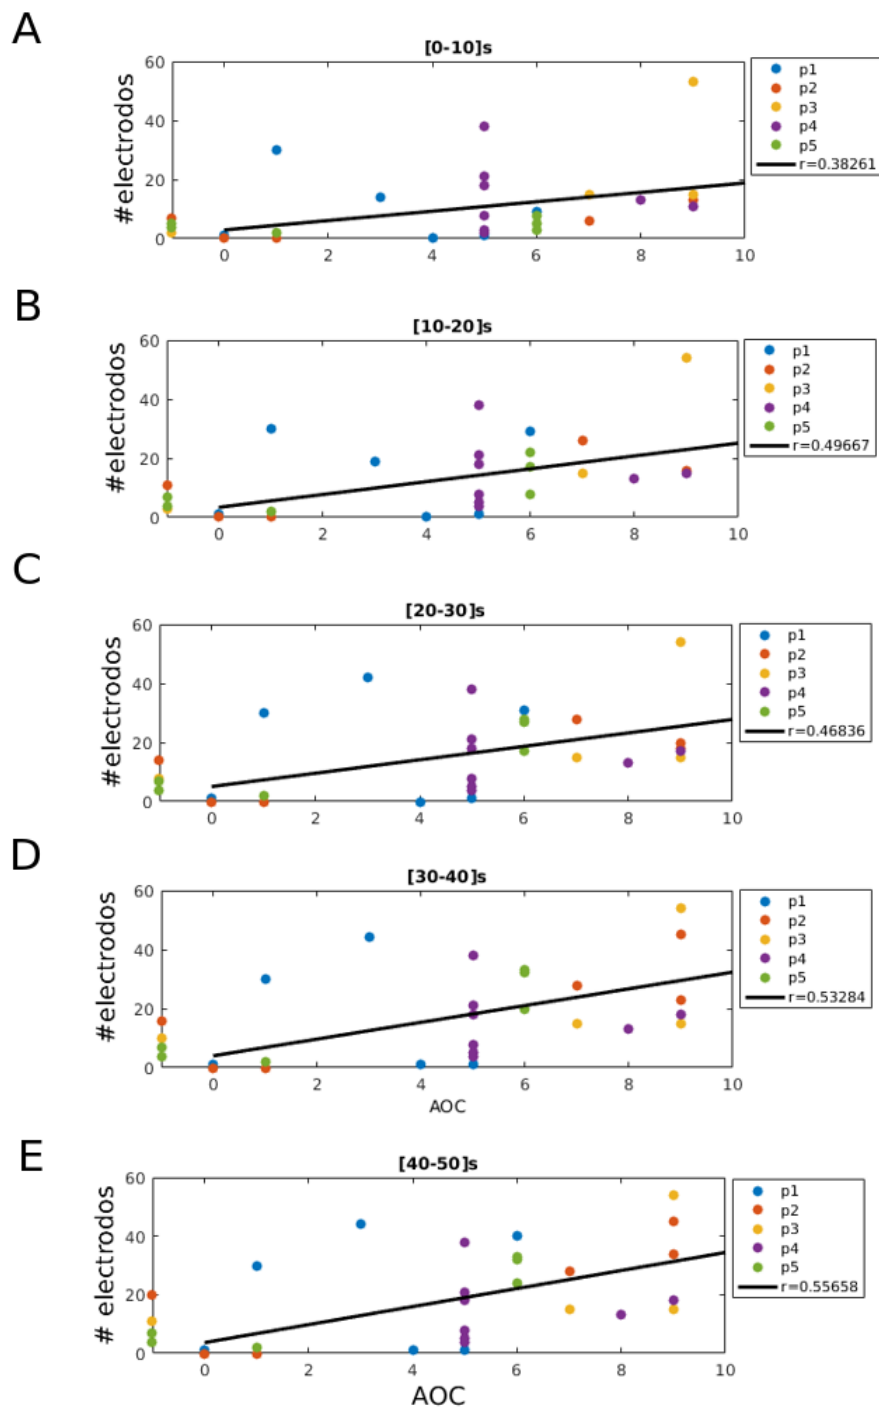 A
[0-10]s
#electrodos
60
40
20
0
0 2 4 6 8 10
p1
p2
p3
p4
p5
r=0.38261
B
[10-20]s
#electrodos
60
40
20
0
0 2 4 6 8 10
p1
p2
p3
p4
p5
r=0.49667
C
[20-30]s
#electrodos
60
40
20
0
0 2 4 6 8 10
p1
p2
p3
p4
p5
r=0.46836
D
[30-40]s
#electrodos
60
40
20
0
0 2 4 6 8 10
AOC
p1
p2
p3
p4
p5
r=0.53284
E
[40-50]s
# electrodos
60
40
20
0
0 2 4 6 8 10
AOC
p1
p2
p3
p4
p5
r=0.55658